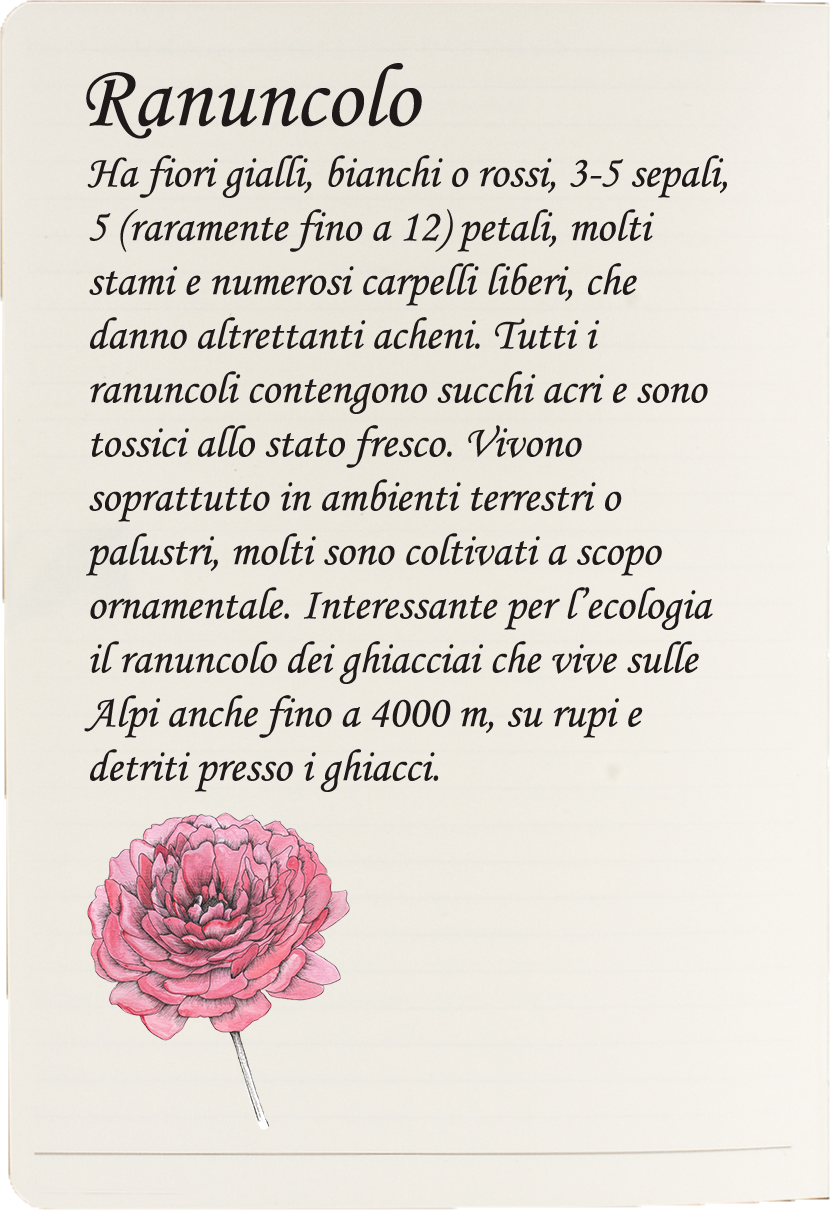 Ranuncolo
Ha fiori gialli, bianchi o rossi, 3-5 sepali,
5 (raramente fino a 12) petali, molti
stami e numerosi carpelli liberi, che
danno altrettanti acheni. Tutti i
ranuncoli contengono succhi acri e sono
tossici allo stato fresco. Vivono
soprattutto in ambienti terrestri o
palustri, molti sono coltivati a scopo
ornamentale. Interessante per l’ecologia
il ranuncolo dei ghiacciai che vive sulle
Alpi anche fino a 4000 m, su rupi e
detriti presso i ghiacci.